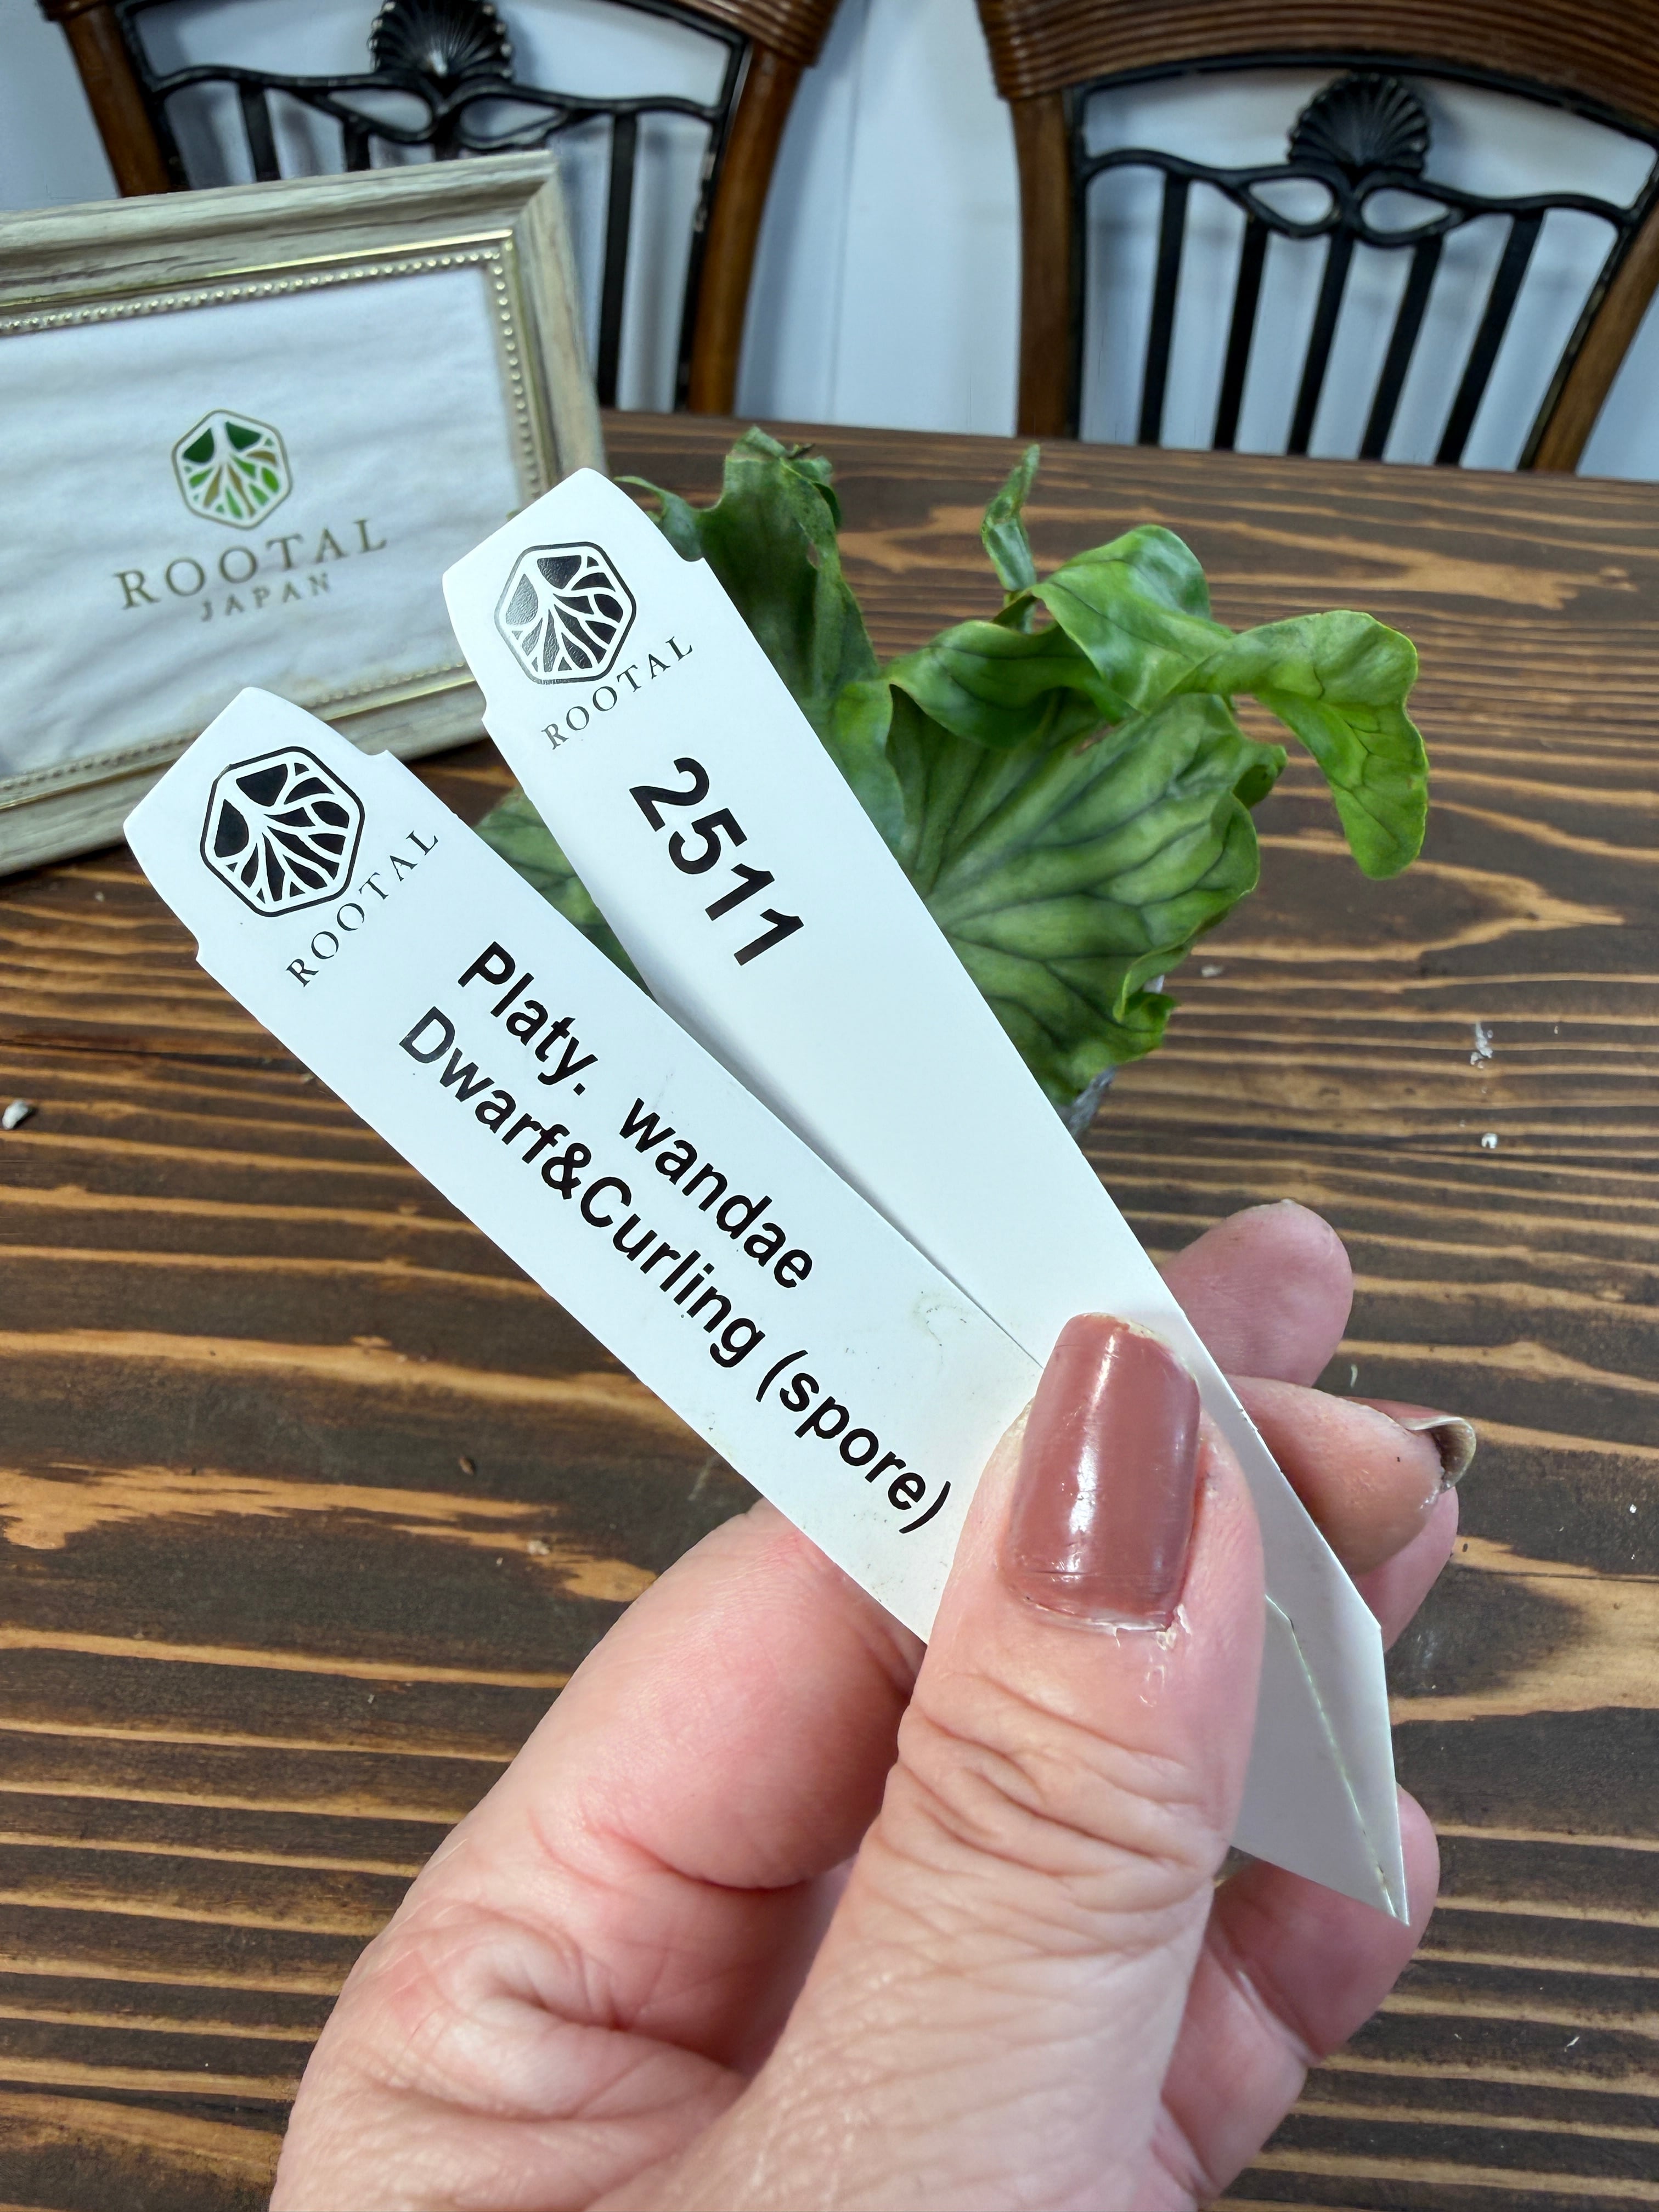 ROOTAL
JAPAN
ROOTAL
2511
ROOTAL
Platy. wandae
Dwarf&Curling (spore)